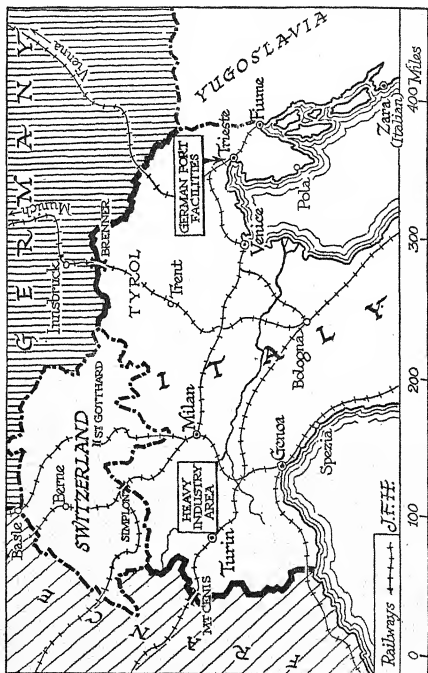 GERMANY
Vienna
YUGOSLAVIA
Innsbruck
BRENNER
TYROL
GERMAN PORT
FACILITIES
Trieste
Fiume
Trent
Venice
Pola
Zara
Italian
Basle
Berne
SWITZERLAND
ST GOTTHARD
SIMPLON
Milan
ITALIA
HEAVY
INDUSTRY
AREA
Turin
MT CENIS
Genoa
Bologna
Spezia
Railways
J.F.H.
0
100
200
300
400 Miles